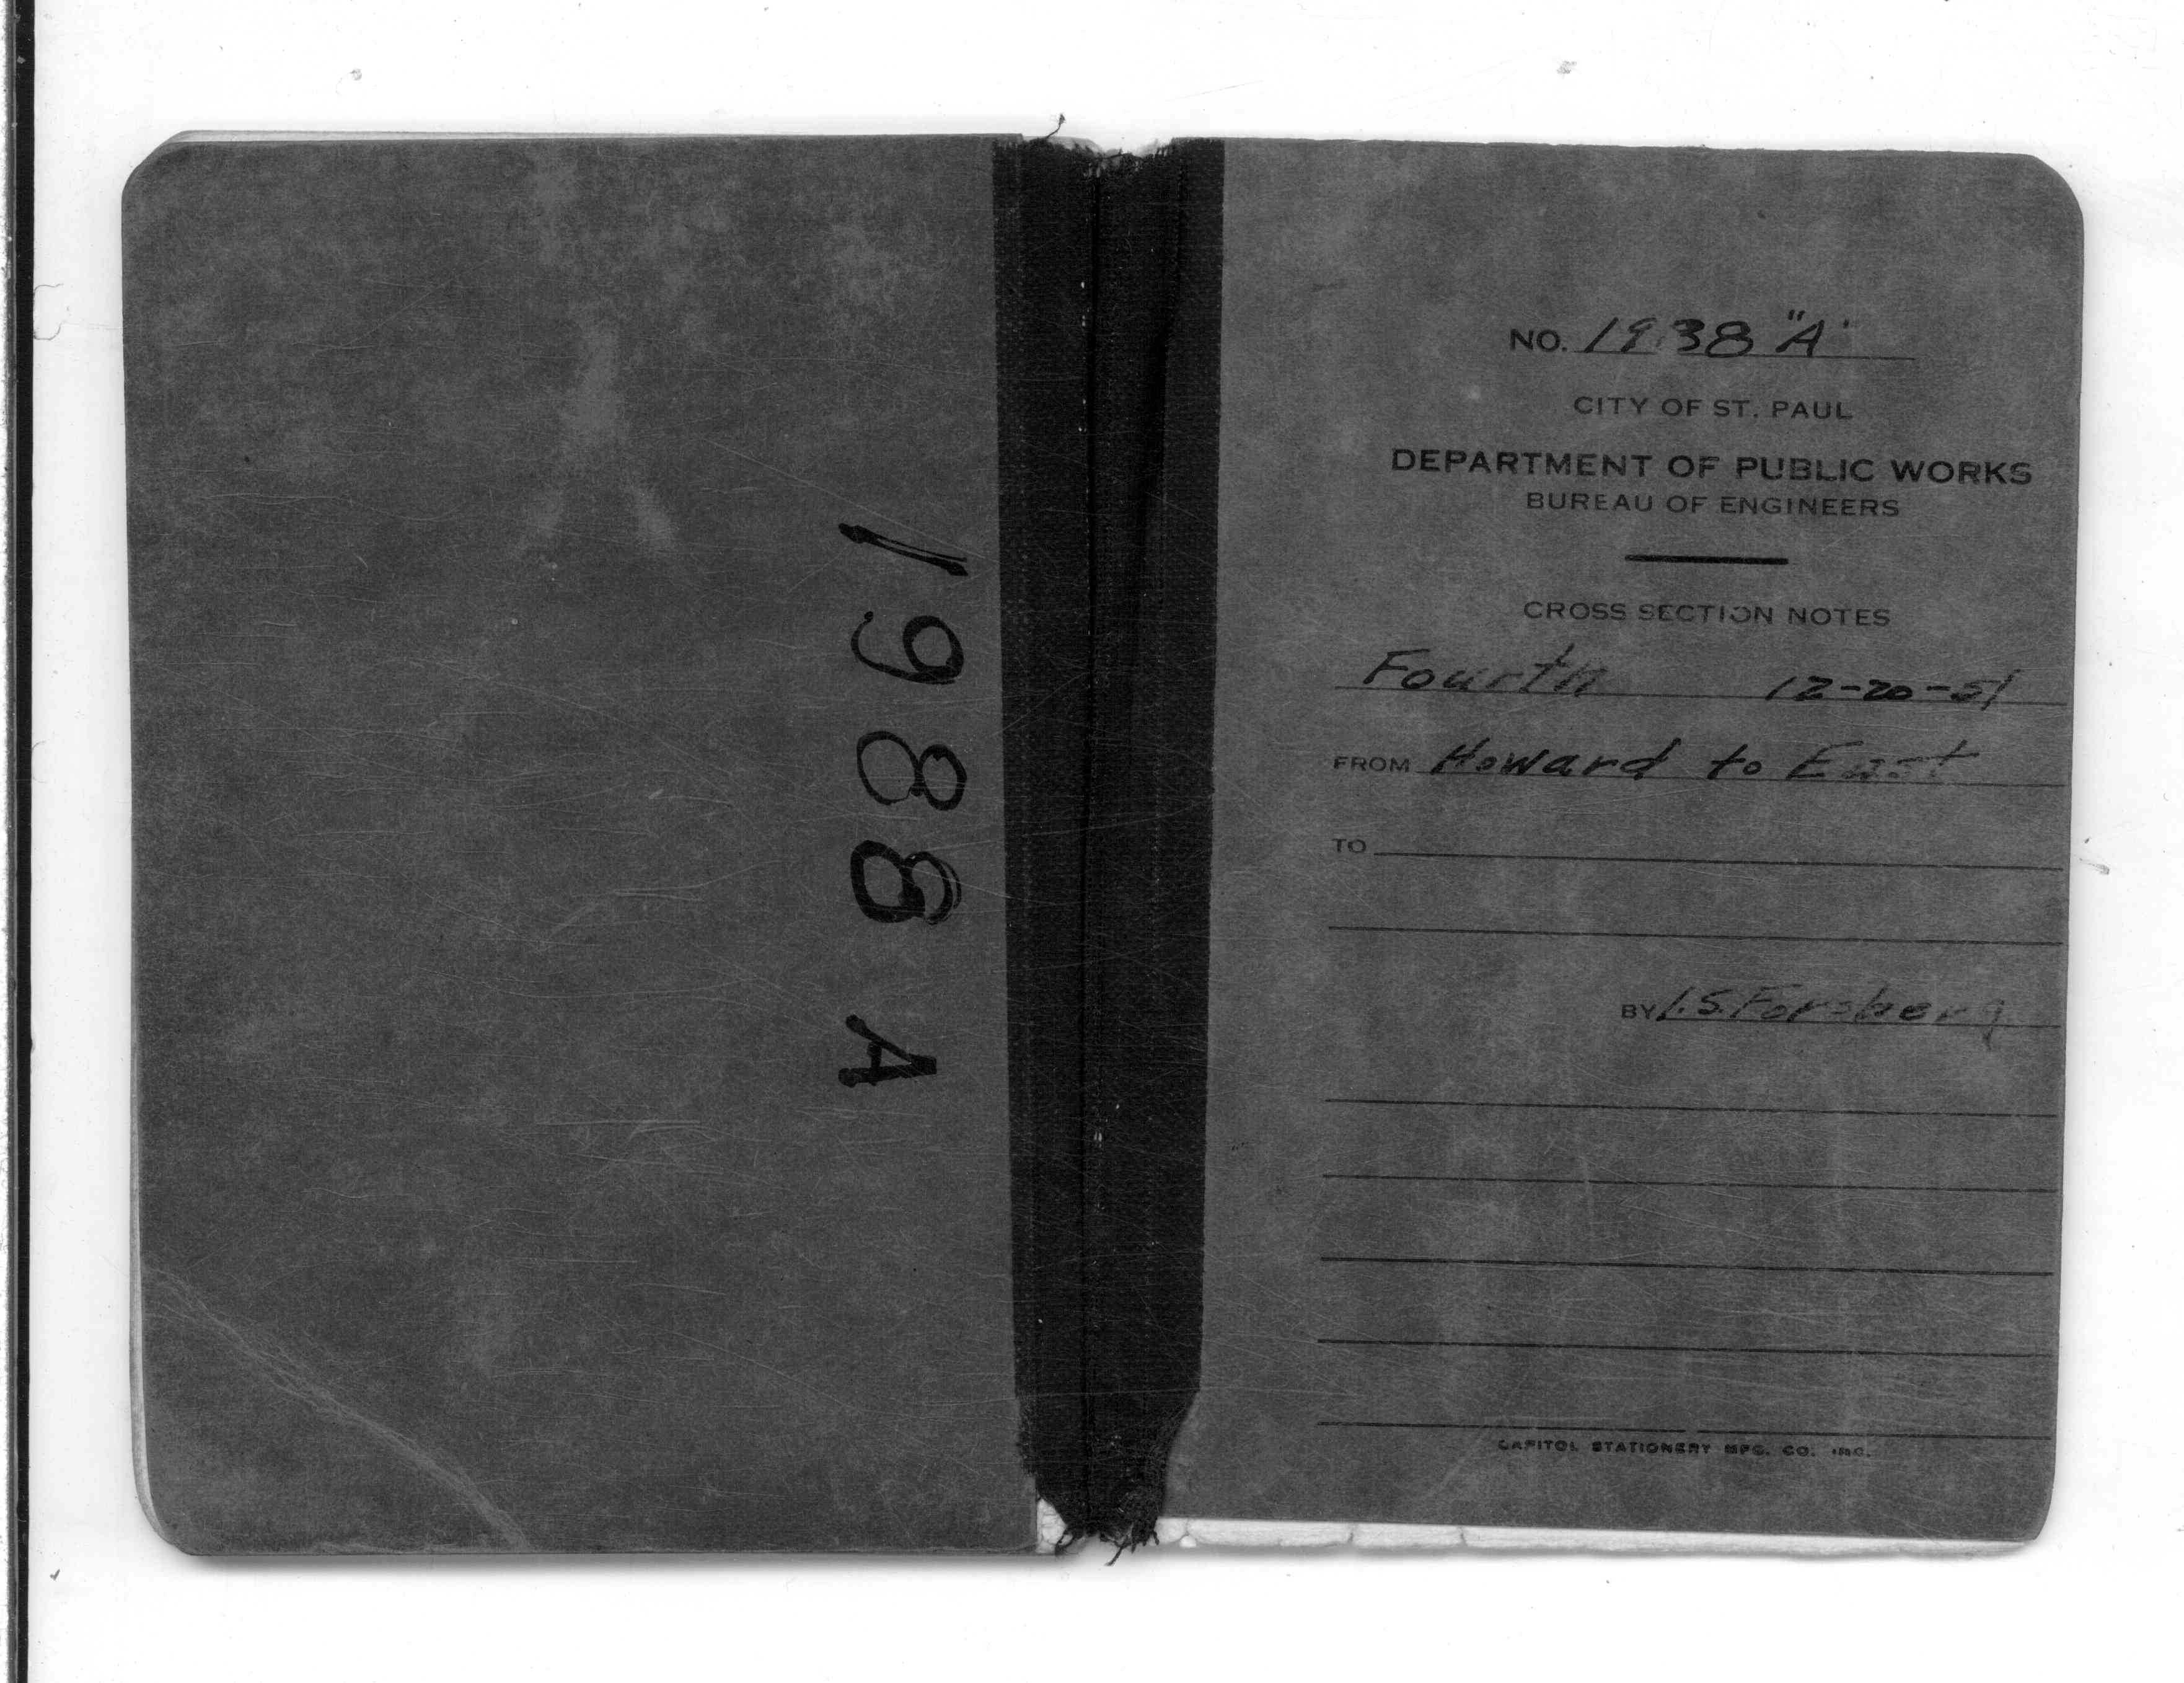 1988 A
NO. 1938 "A"
CITY OF ST. PAUL
DEPARTMENT OF PUBLIC WORKS
BUREAU OF ENGINEERS
CROSS SECTION NOTES
Fourth 12-20-51
FROM Howard to East
TO
BY I.S. Forsberg
CAPITOL STATIONERY MFG. CO. INC.